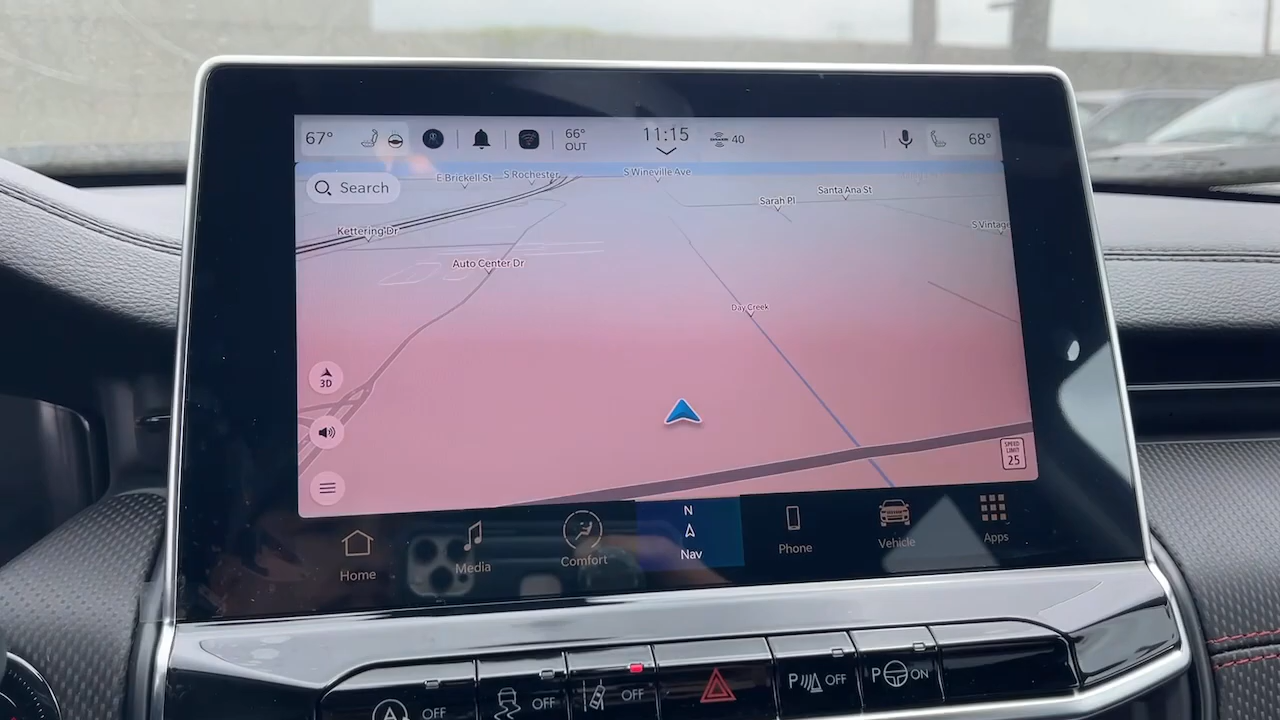 67°
66°
OUT
11:15
40
68°
Search
E Brickell St
S Rochester
S Wineville Ave
Santa Ana St
Sarah Pl
Kettering Dr
S Vintage
Auto Center Dr
Day Creek
3D
SPEED
LIMIT
25
Home
Media
Comfort
N
Nav
Phone
Vehicle
Apps
A OFF
OFF
OFF
P OFF
P ON